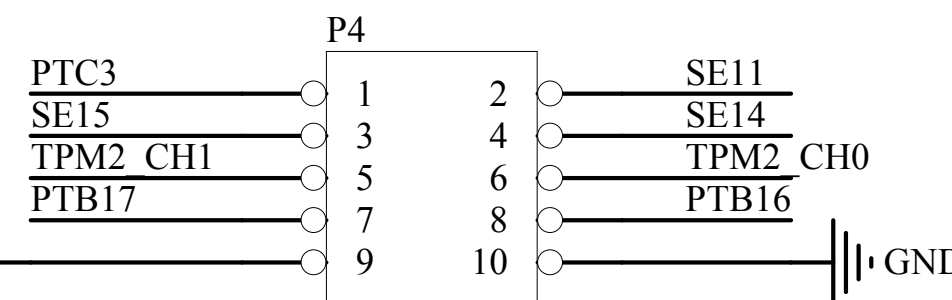 P4
PTC3 1 2 SE11
SE15 3 4 SE14
TPM2_CH1 5 6 TPM2_CH0
PTB17 7 8 PTB16
9 10 GND